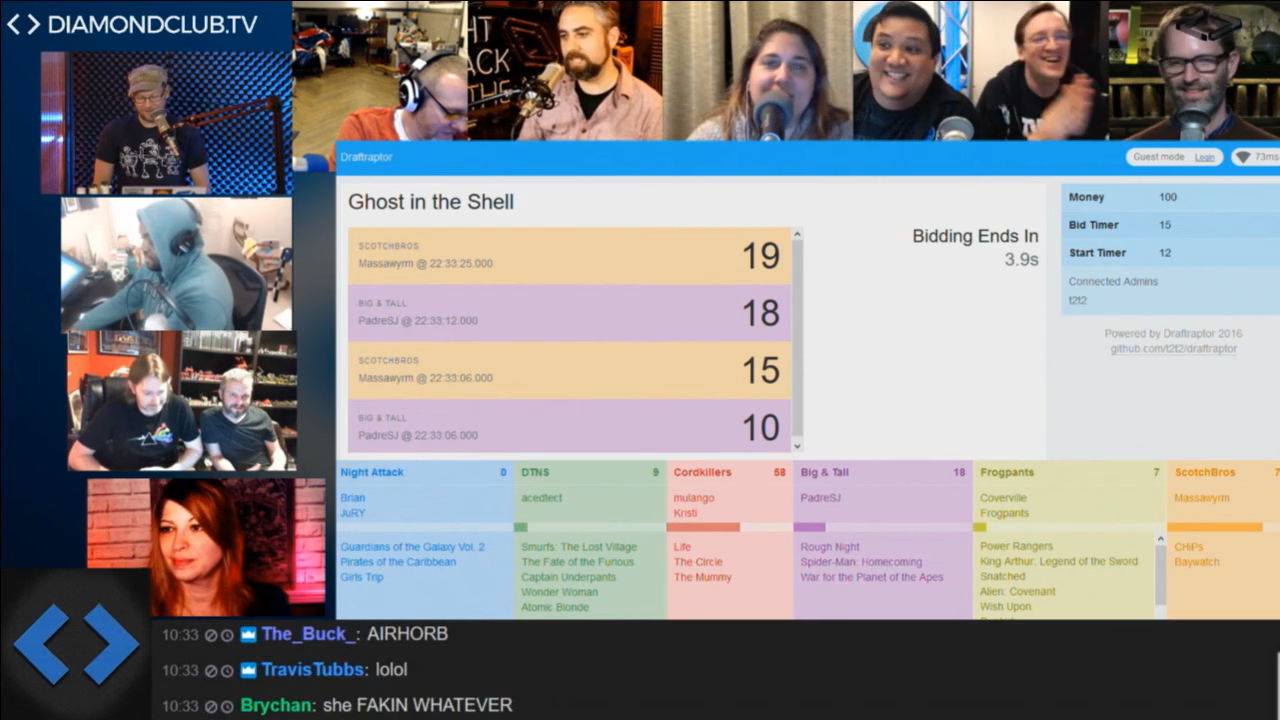 <> DIAMONDCLUB.TV
Draftraptor
Guest mode Login
73ms
Ghost in the Shell
Bidding Ends In
3.9s
SCOTCHBROS
Massawyrm @ 22:33:25.000
19
BIG & TALL
PadreSJ @ 22:33:12.000
18
SCOTCHBROS
Massawyrm @ 22:33:06.000
15
BIG & TALL
PadreSJ @ 22:33:06.000
10
Money 100
Bid Timer 15
Start Timer 12
Connected Admins
t2t2
Powered by Draftraptor 2016
github.com/t2t2/draftraptor
Night Attack 0
Brian
JuRY
Guardians of the Galaxy Vol. 2
Pirates of the Caribbean
Girls Trip
DTNS 9
acedtect
Smurfs: The Lost Village
The Fate of the Furious
Captain Underpants
Wonder Woman
Atomic Blonde
Cordkillers 58
mulango
Kristi
Life
The Circle
The Mummy
Big & Tall 18
PadreSJ
Rough Night
Spider-Man: Homecoming
War for the Planet of the Apes
Frogpants 7
Coverville
Frogpants
Power Rangers
King Arthur: Legend of the Sword
Snatched
Alien: Covenant
Wish Upon
ScotchBros
Massawyrm
CHiPs
Baywatch
10:33 The_Buck_: AIRHORB
10:33 TravisTubbs: lolol
10:33 Brychan: she FAKIN WHATEVER